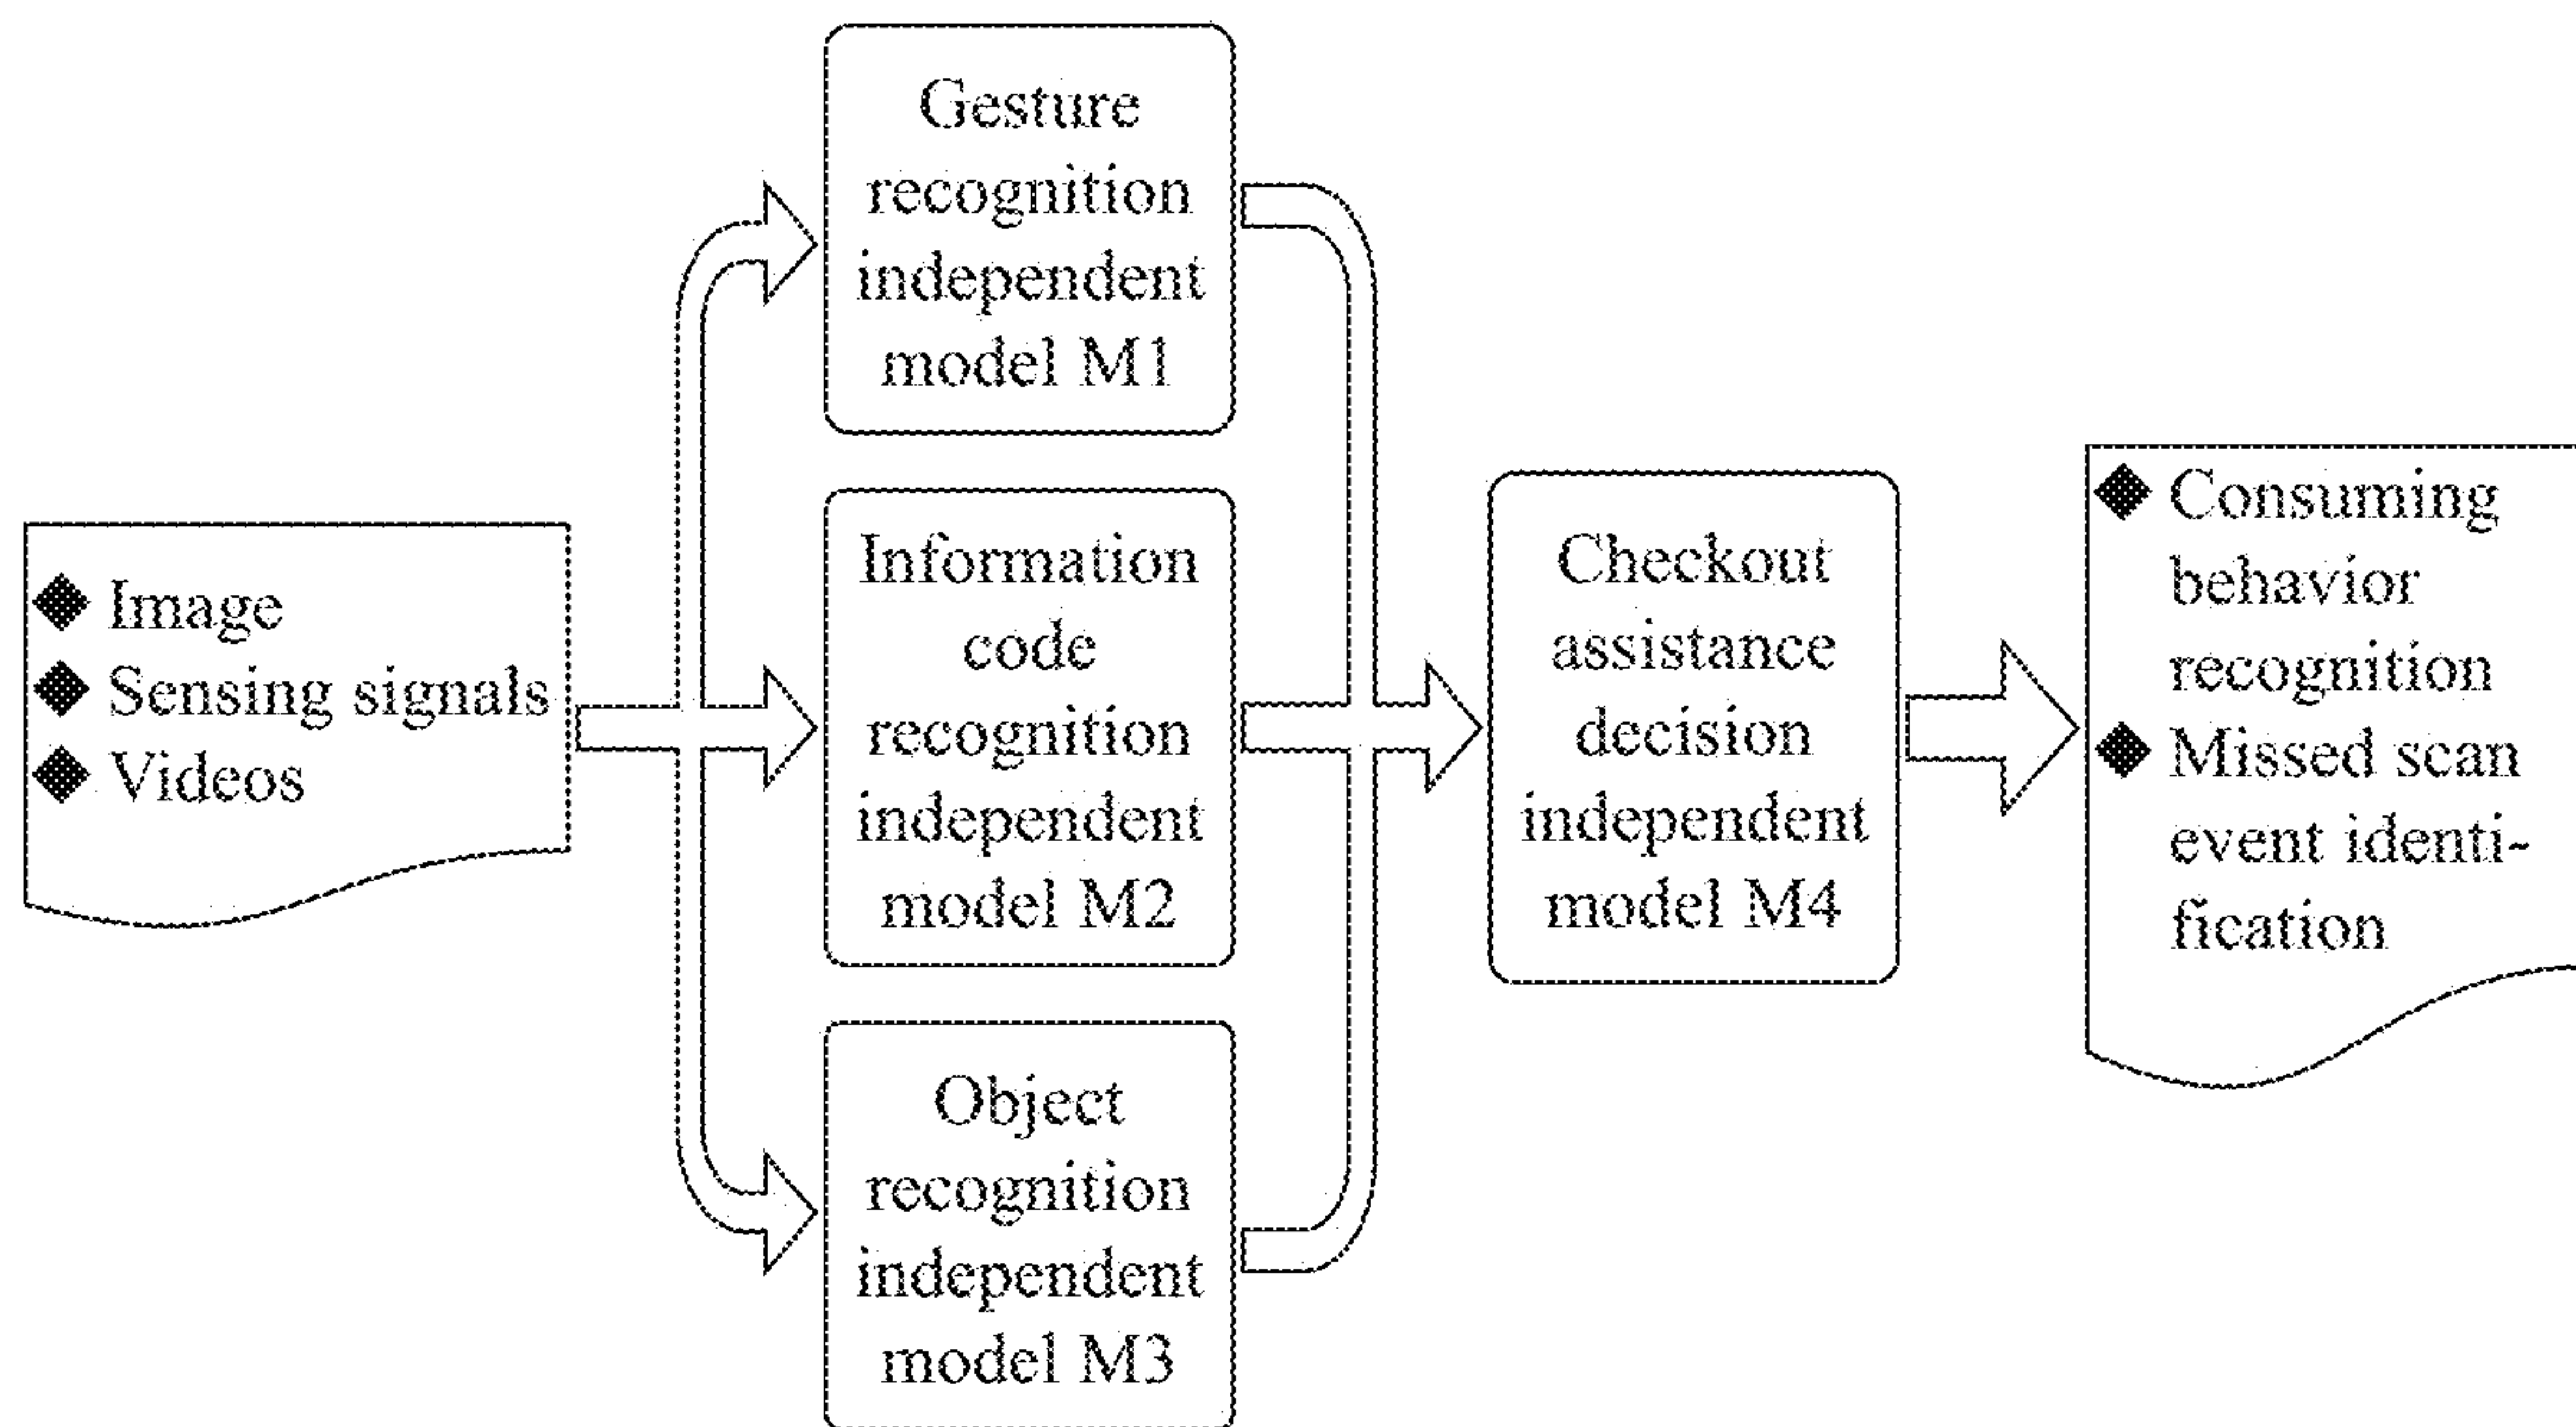 Image
Sensing signals
Videos
Gesture
recognition
independent
model M1
Information
code
recognition
independent
model M2
Object
recognition
independent
model M3
Checkout
assistance
decision
independent
model M4
Consuming
behavior
recognition
Missed scan
event identi-
fication